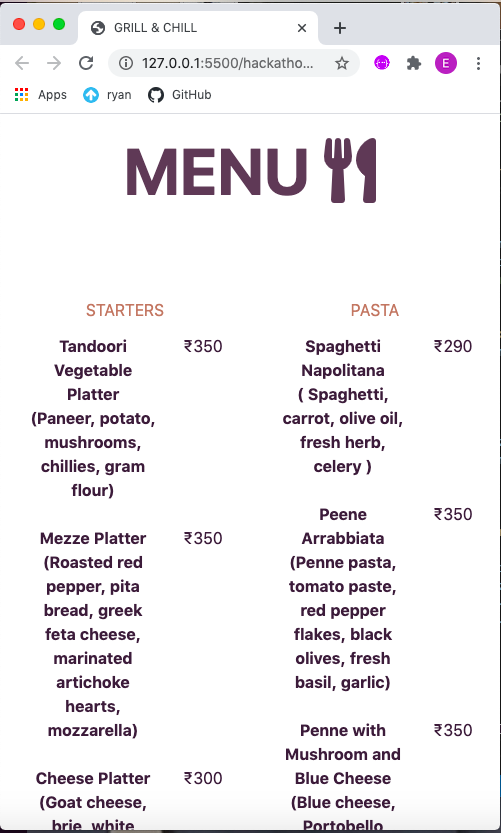 GRILL & CHILL
127.0.0.1:5500/hackatho...
E
Apps
ryan
GitHub
MENU
STARTERS
Tandoori ₹350
Vegetable
Platter
(Paneer, potato,
mushrooms,
chillies, gram
flour)
Mezze Platter ₹350
(Roasted red
pepper, pita
bread, greek
feta cheese,
marinated
artichoke
hearts,
mozzarella)
Cheese Platter ₹300
(Goat cheese,
brie, white
PASTA
Spaghetti ₹290
Napolitana
( Spaghetti,
carrot, olive oil,
fresh herb,
celery )
Peene ₹350
Arrabbiata
(Penne pasta,
tomato paste,
red pepper
flakes, black
olives, fresh
basil, garlic)
Penne with ₹350
Mushroom and
Blue Cheese
(Blue cheese,
Portobello